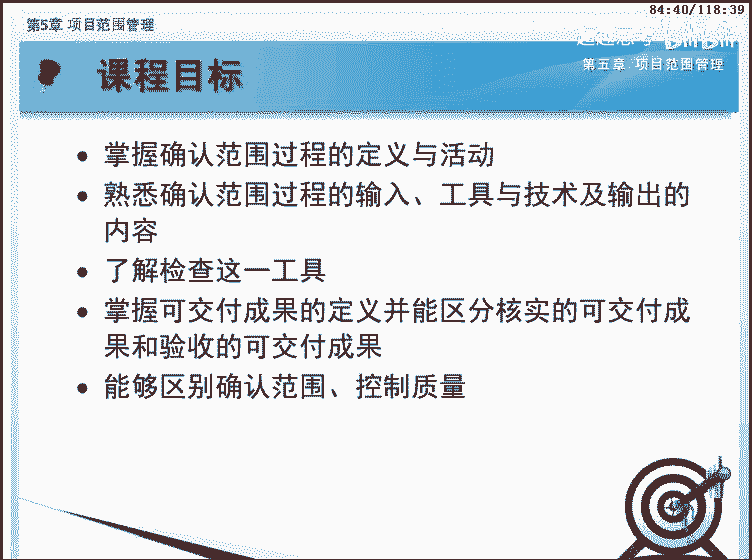 84:40/118:39
第5章 项目范围管理
第五章 项目范围管理
课程目标
• 掌握确认范围过程的定义与活动
• 熟悉确认范围过程的输入、工具与技术及输出的
内容
• 了解检查这一工具
• 掌握可交付成果的定义并能区分核实的可交付成
果和验收的可交付成果
• 能够区别确认范围、控制质量